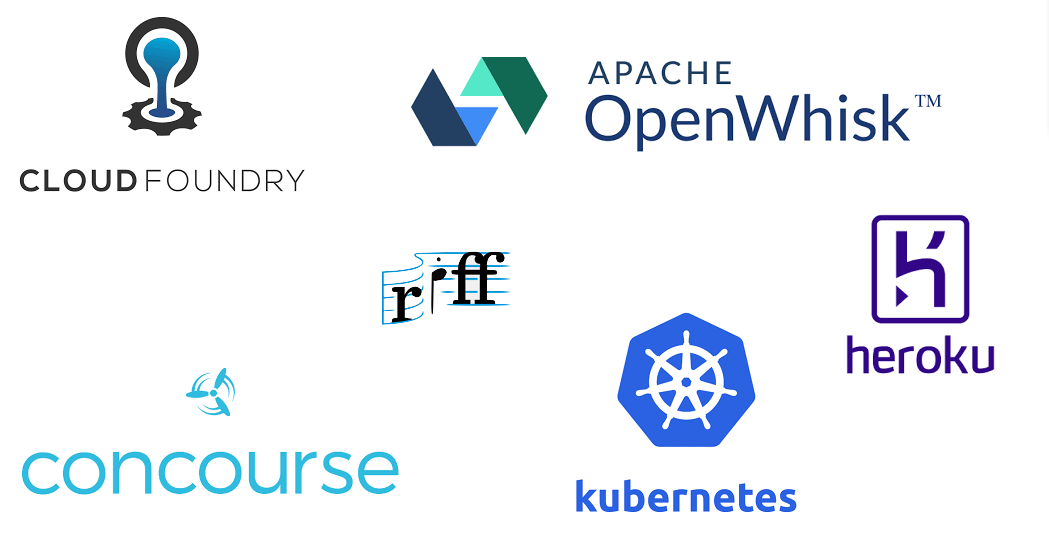 CLOUD FOUNDRY
APACHE
OpenWhisk™
riff
heroku
concourse
kubernetes